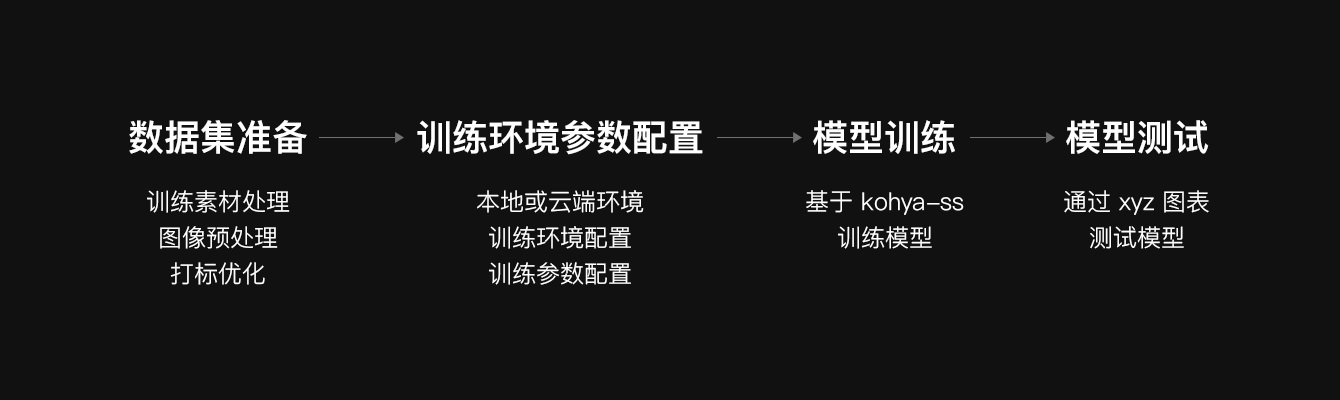 数据集准备
训练素材处理
图像预处理
打标优化
训练环境参数配置
本地或云端环境
训练环境配置
训练参数配置
模型训练
基于 kohya-ss
训练模型
模型测试
通过 xyz 图表
测试模型